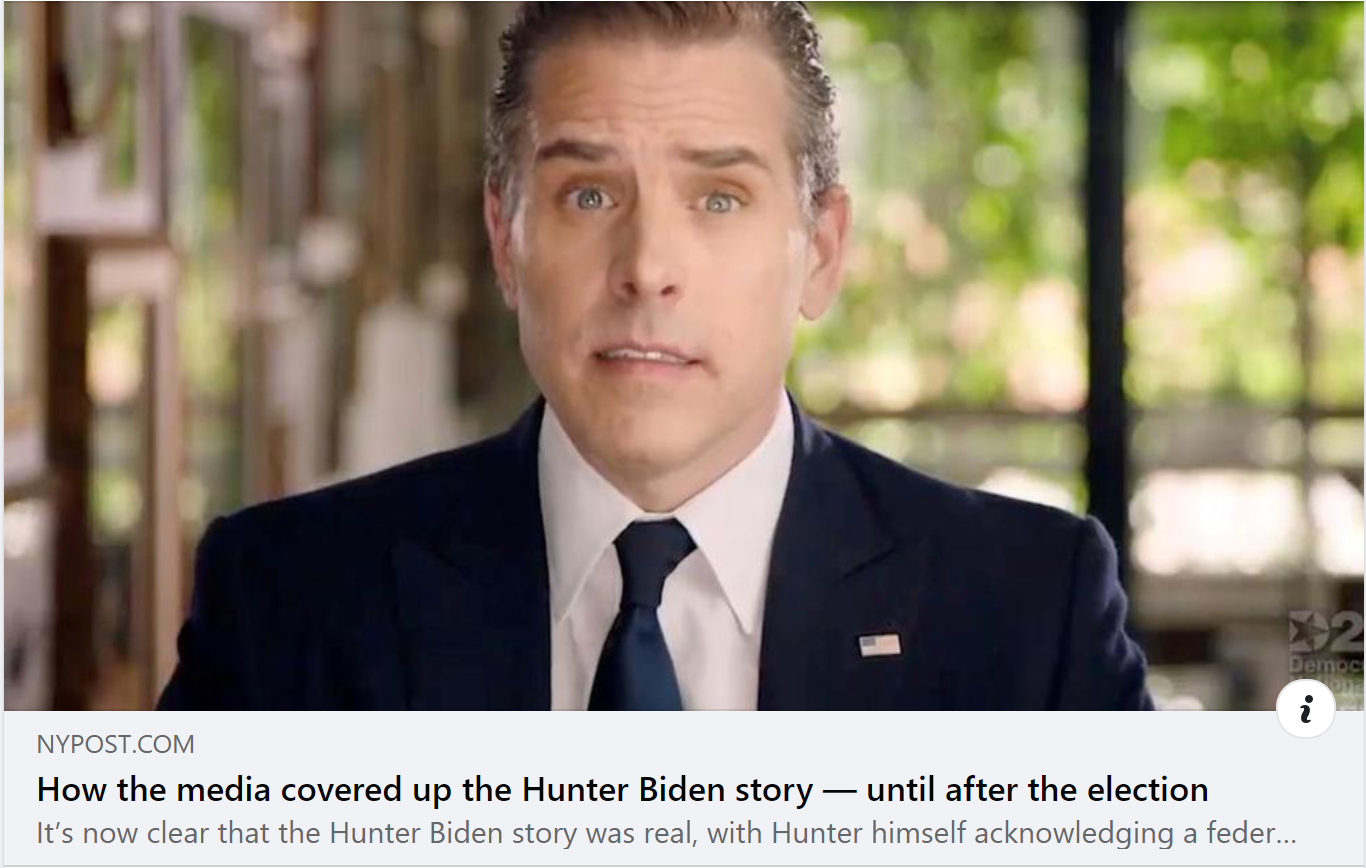 D2
Democ
NYPOST.COM
How the media covered up the Hunter Biden story — until after the election
It’s now clear that the Hunter Biden story was real, with Hunter himself acknowledging a feder...